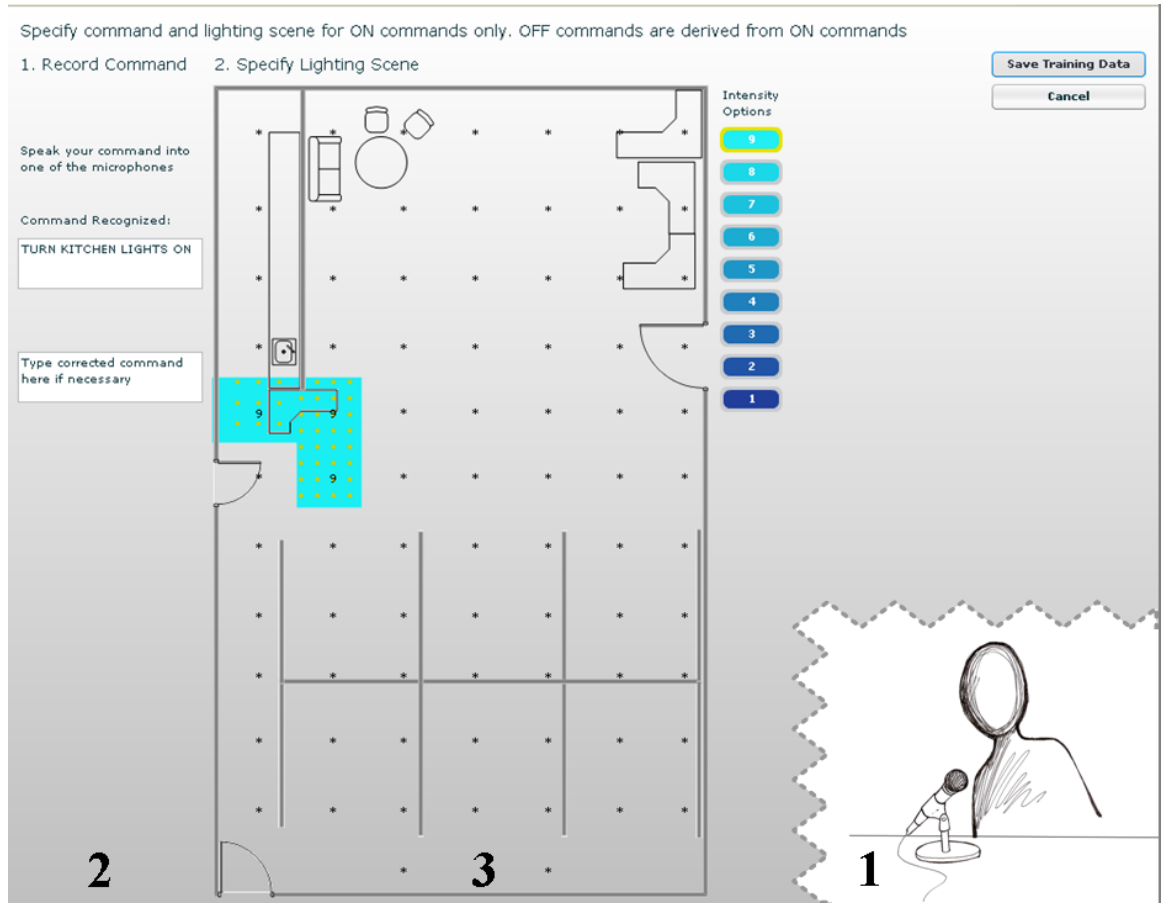 Specify command and lighting scene for ON commands only. OFF commands are derived from ON commands
1. Record Command
2. Specify Lighting Scene
Save Training Data
Cancel
Intensity
Options
9
8
7
6
5
4
3
2
1
Speak your command into
one of the microphones
Command Recognized:
TURN KITCHEN LIGHTS ON
Type corrected command
here if necessary
9
9
9
2
3
1